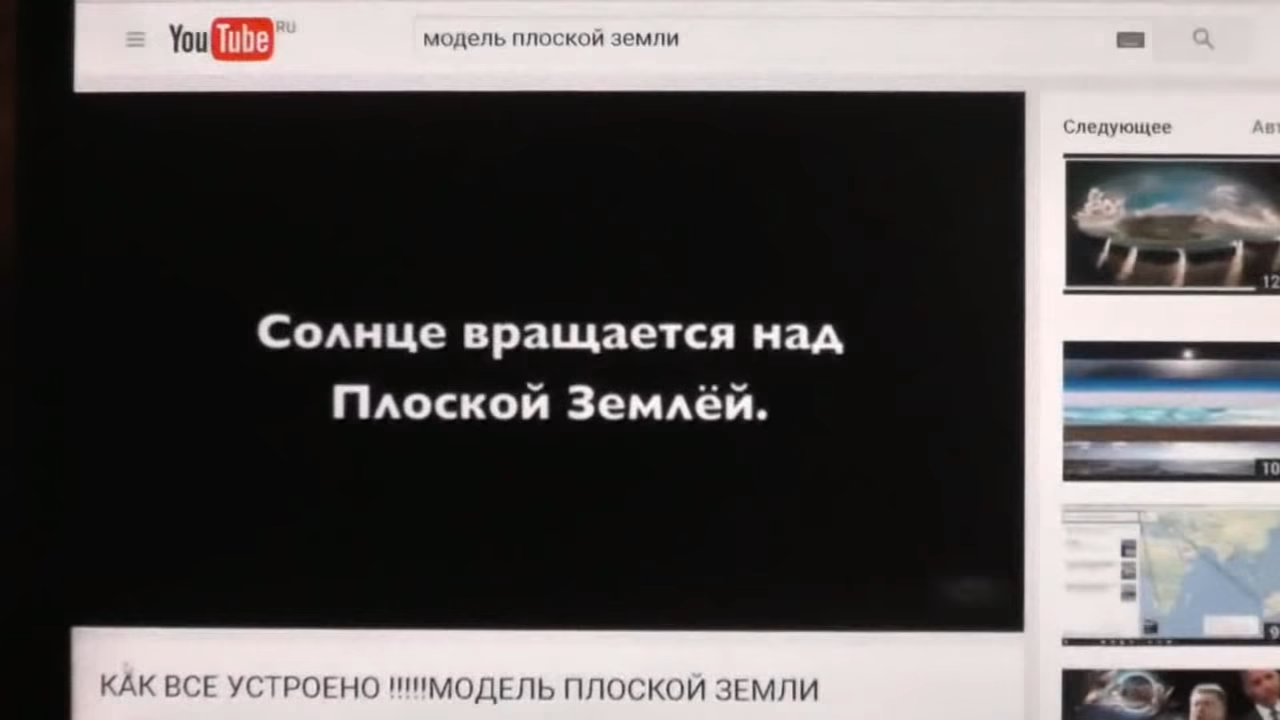 YouTube RU
модель плоской земли
Следующее
Солнце вращается над
Плоской Землёй.
КАК ВСЕ УСТРОЕНО !!!!!МОДЕЛЬ ПЛОСКОЙ ЗЕМЛИ